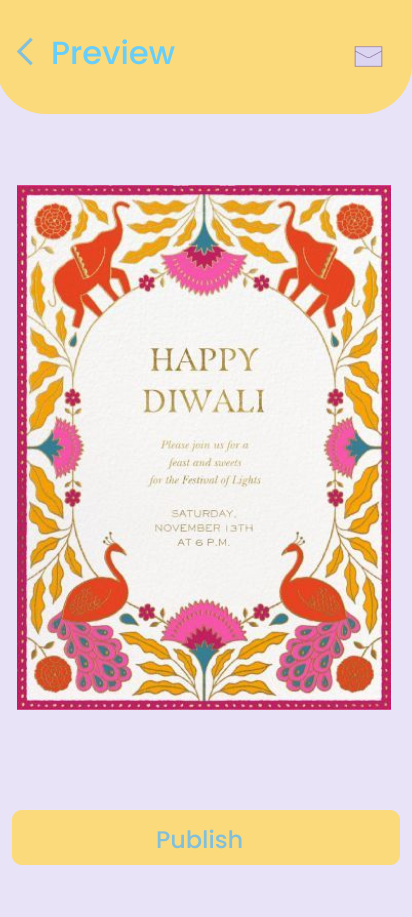 Preview
HAPPY
DIWALI
Please join us for a
feast and sweets
for the Festival of Lights
SATURDAY,
NOVEMBER 13TH
AT 6 P.M.
Publish